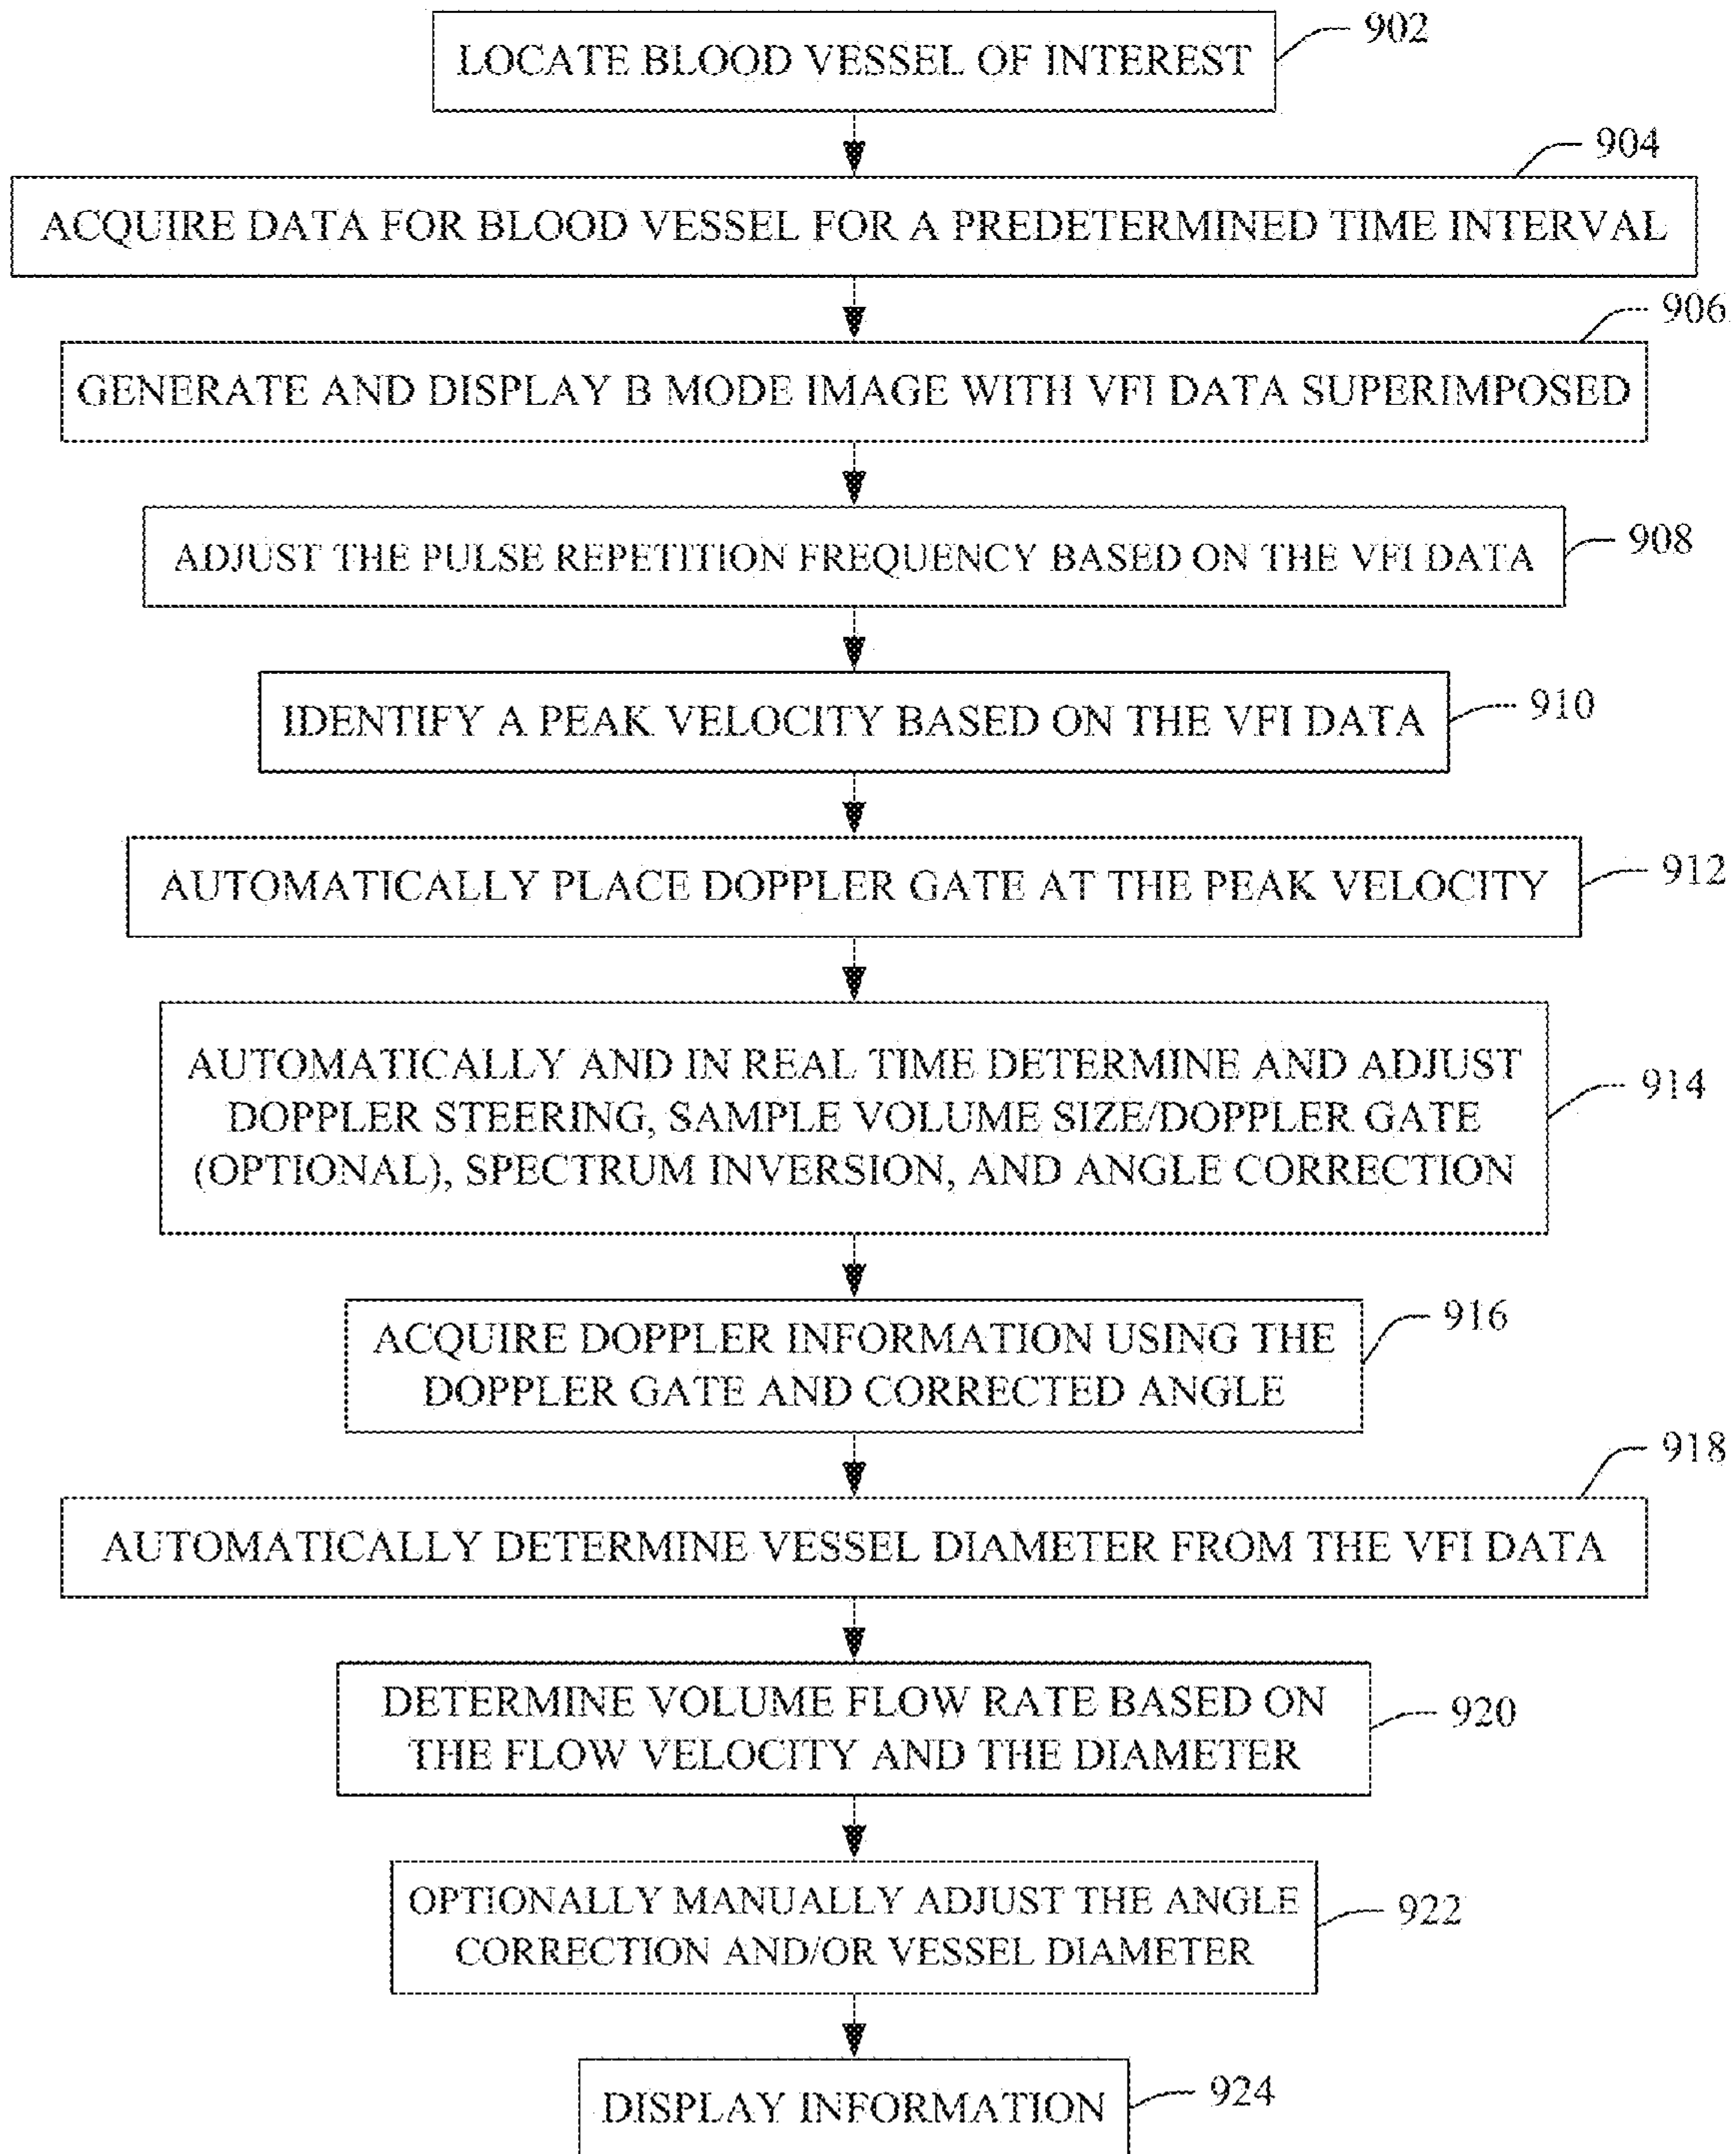 LOCATE BLOOD VESSEL OF INTEREST
902
904
ACQUIRE DATA FOR BLOOD VESSEL FOR A PREDETERMINED TIME INTERVAL
906
GENERATE AND DISPLAY B MODE IMAGE WITH VFI DATA SUPERIMPOSED
ADJUST THE PULSE REPETITION FREQUENCY BASED ON THE VFI DATA
908
IDENTIFY A PEAK VELOCITY BASED ON THE VFI DATA
910
AUTOMATICALLY PLACE DOPPLER GATE AT THE PEAK VELOCITY
912
AUTOMATICALLY AND IN REAL TIME DETERMINE AND ADJUST
DOPPLER STEERING, SAMPLE VOLUME SIZE/DOPPLER GATE
(OPTIONAL), SPECTRUM INVERSION, AND ANGLE CORRECTION
914
ACQUIRE DOPPLER INFORMATION USING THE
DOPPLER GATE AND CORRECTED ANGLE
916
918
AUTOMATICALLY DETERMINE VESSEL DIAMETER FROM THE VFI DATA
DETERMINE VOLUME FLOW RATE BASED ON
THE FLOW VELOCITY AND THE DIAMETER
920
OPTIONALLY MANUALLY ADJUST THE ANGLE
CORRECTION AND/OR VESSEL DIAMETER
922
DISPLAY INFORMATION
924